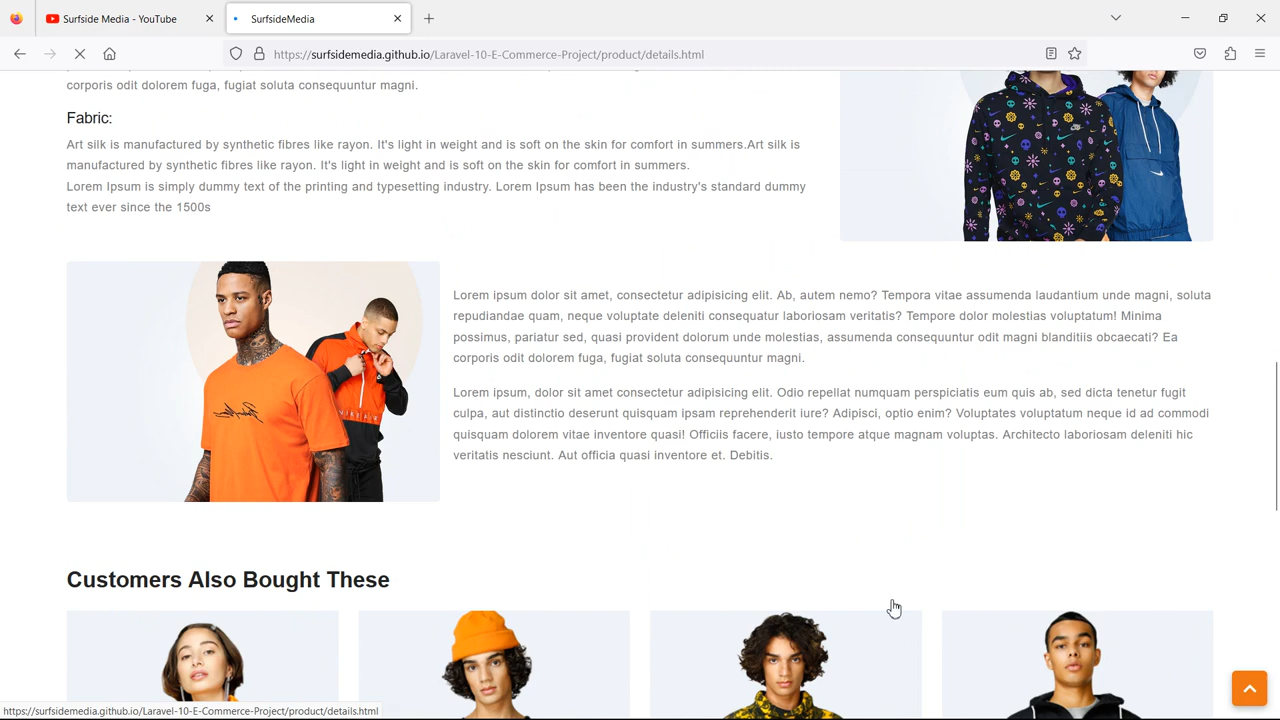 Surfside Media - YouTube
SurfsideMedia
https://surfsidemedia.github.io/Laravel-10-E-Commerce-Project/product/details.html
corporis odit dolorem fuga, fugiat soluta consequuntur magni.
Fabric:
Art silk is manufactured by synthetic fibres like rayon. It's light in weight and is soft on the skin for comfort in summers.Art silk is
manufactured by synthetic fibres like rayon. It's light in weight and is soft on the skin for comfort in summers.
Lorem Ipsum is simply dummy text of the printing and typesetting industry. Lorem Ipsum has been the industry's standard dummy
text ever since the 1500s
Lorem ipsum dolor sit amet, consectetur adipisicing elit. Ab, autem nemo? Tempora vitae assumenda laudantium unde magni, soluta
repudiandae quam, neque voluptate deleniti consequatur laboriosam veritatis? Tempore dolor molestias voluptatum! Minima
possimus, pariatur sed, quasi provident dolorum unde molestias, assumenda consequuntur odit magni blanditiis obcaecati? Ea
corporis odit dolorem fuga, fugiat soluta consequuntur magni.
Lorem ipsum, dolor sit amet consectetur adipisicing elit. Odio repellat numquam perspiciatis eum quis ab, sed dicta tenetur fugit
culpa, aut distinctio deserunt quisquam ipsam reprehenderit iure? Adipisci, optio enim? Voluptates voluptatum neque id ad commodi
quisquam dolorem vitae inventore quasi! Officiis facere, iusto tempore atque magnam voluptas. Architecto laboriosam deleniti hic
veritatis nesciunt. Aut officia quasi inventore et. Debitis.
Customers Also Bought These
https://surfsidemedia.github.io/Laravel-10-E-Commerce-Project/product/details.html